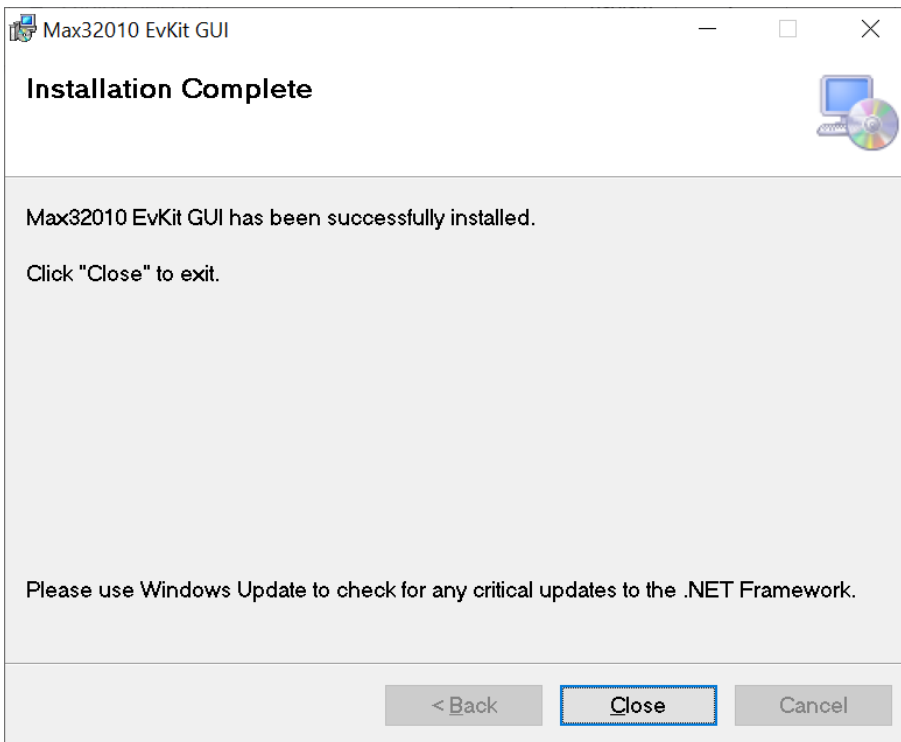 Max32010 EvKit GUI
Installation Complete
Max32010 EvKit GUI has been successfully installed.
Click "Close" to exit.
Please use Windows Update to check for any critical updates to the .NET Framework.
< Back
Close
Cancel